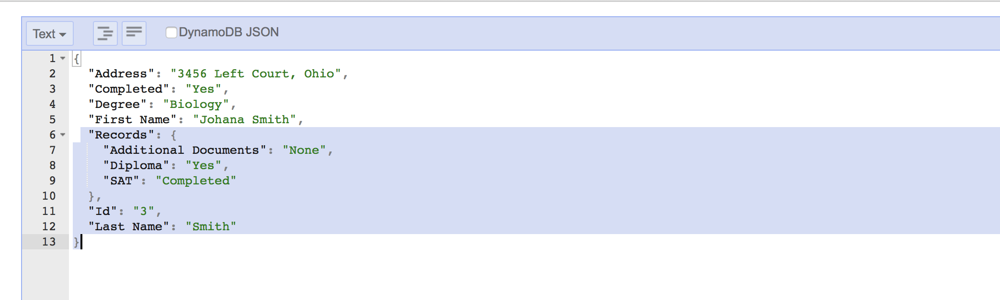 Text
DynamoDB JSON
1 {
2 "Address": "3456 Left Court, Ohio",
3 "Completed": "Yes",
4 "Degree": "Biology",
5 "First Name": "Johana Smith",
6 "Records": {
7 "Additional Documents": "None",
8 "Diploma": "Yes",
9 "SAT": "Completed"
10 },
11 "Id": "3",
12 "Last Name": "Smith"
13 }